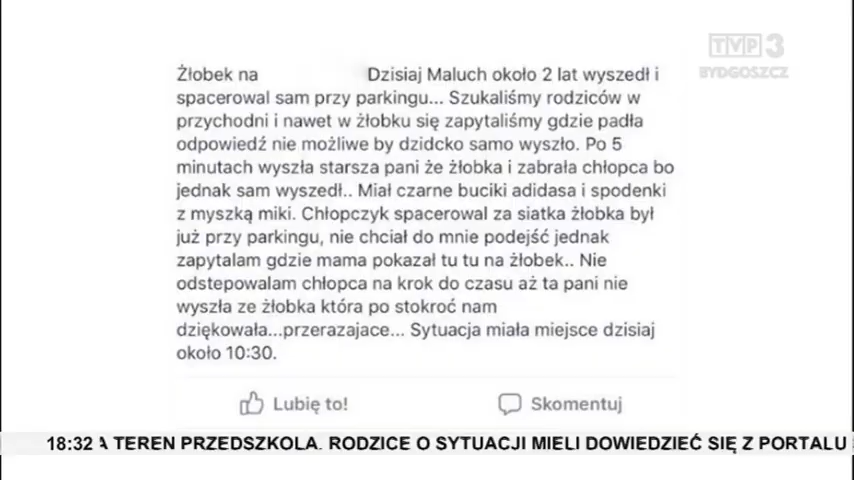 TVP3
BYDGOSZCZ
Żłobek na Dzisiaj Maluch około 2 lat wyszedł i
spacerowal sam przy parkingu... Szukaliśmy rodziców w
przychodni i nawet w żłobku się zapytaliśmy gdzie padła
odpowiedź nie możliwe by dzidcko samo wyszło. Po 5
minutach wyszła starsza pani że żłobka i zabrała chłopca bo
jednak sam wyszedł.. Miał czarne buciki adidasa i spodenki
z myszką miki. Chłopczyk spacerowal za siatka żłobka był
już przy parkingu, nie chciał do mnie podejść jednak
zapytalam gdzie mama pokazał tu tu na żłobek.. Nie
odstepowalam chłopca na krok do czasu aż ta pani nie
wyszła ze żłobka która po stokroć nam
dziękowała...przerazajace... Sytuacja miała miejsce dzisiaj
około 10:30.
Lubię to! Skomentuj
18:32 A TEREN PRZEDSZKOLA. RODZICE O SYTUACJI MIELI DOWIEDZIEĆ SIĘ Z PORTALU